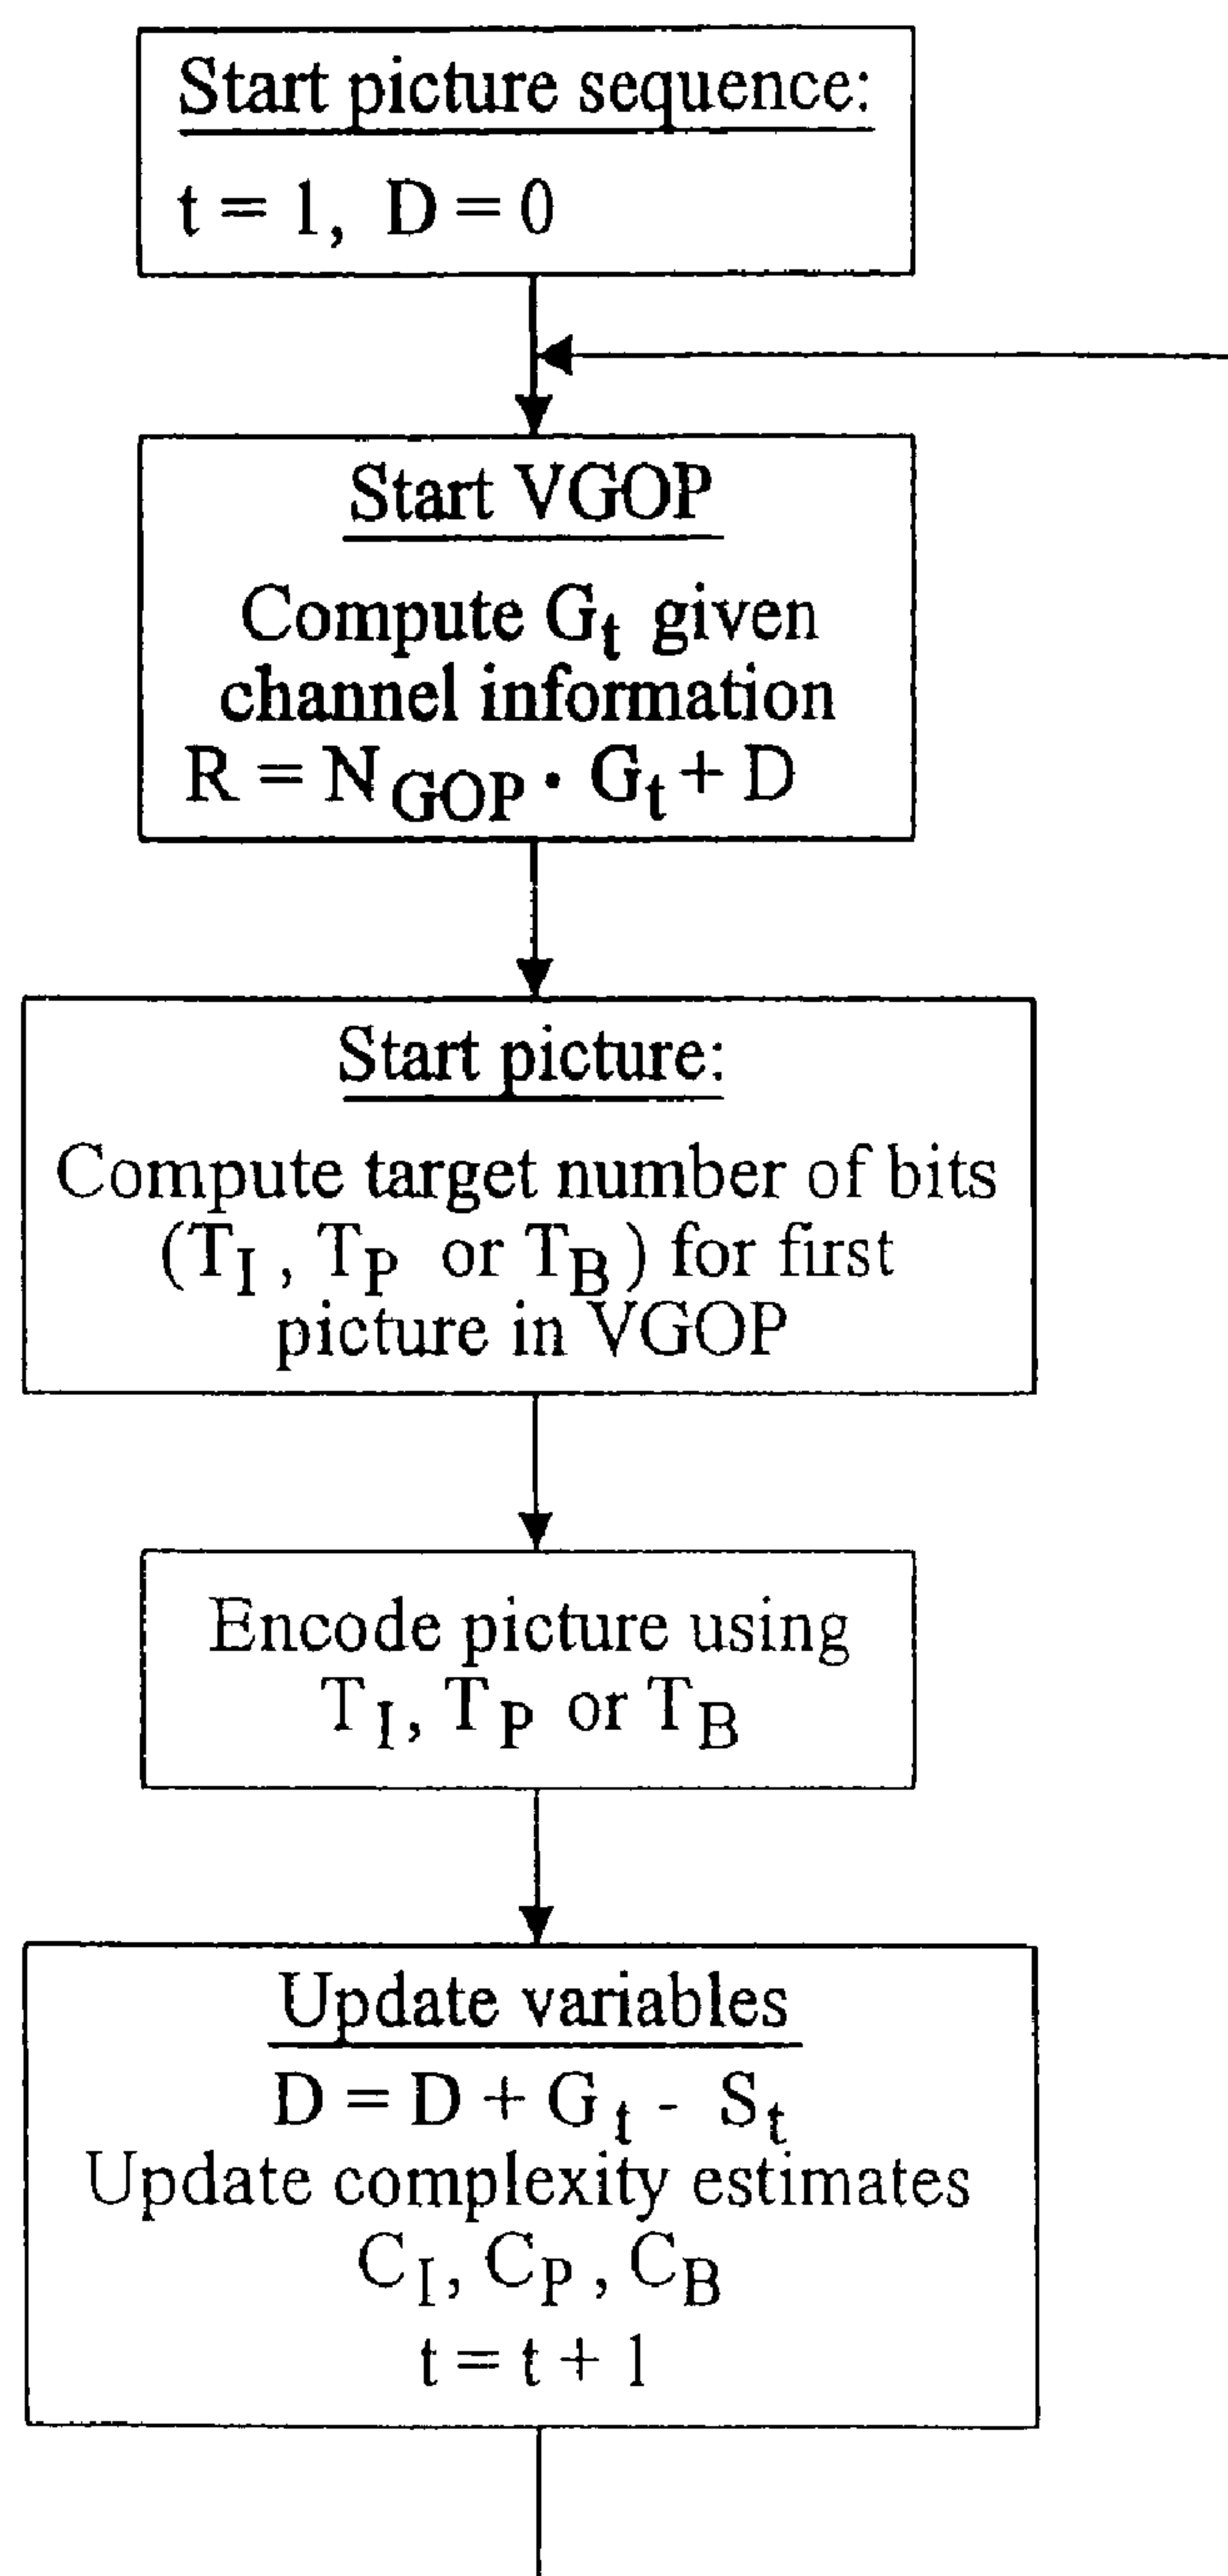 Start picture sequence:
t = 1, D = 0
Start VGOP
Compute G_t given
channel information
R = N_GOP · G_t + D
Start picture:
Compute target number of bits
(T_I, T_P or T_B) for first
picture in VGOP
Encode picture using
T_I, T_P or T_B
Update variables
D = D + G_t - S_t
Update complexity estimates
C_I, C_P, C_B
t = t + 1